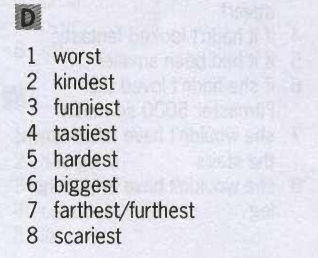 D
1 worst
2 kindest
3 funniest
4 tastiest
5 hardest
6 biggest
7 farthest/furthest
8 scariest